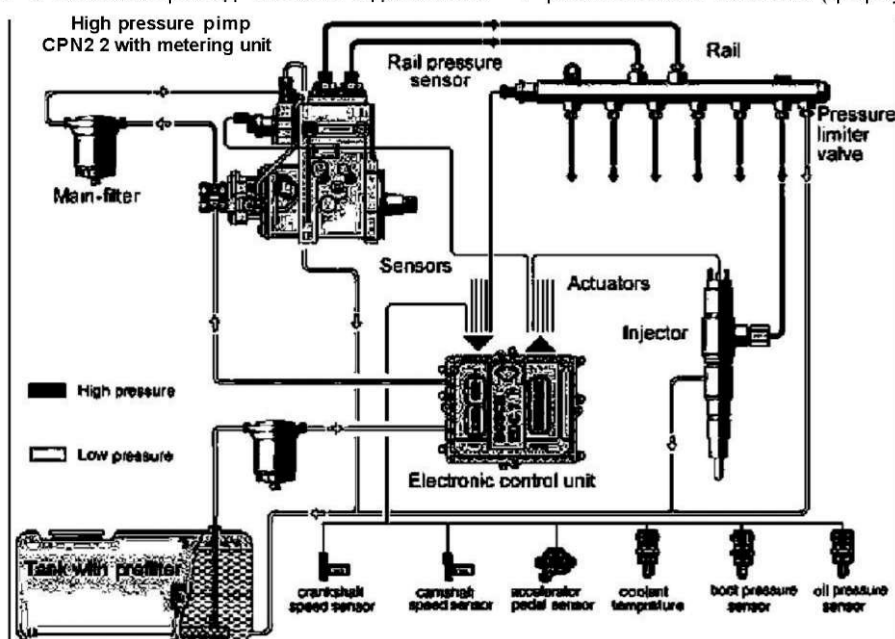 High pressure pimp
CPN2 2 with metering unit
Rail pressure
sensor
Rail
Pressure
limiter
valve
Main-filter
Sensors
Actuators
Injector
High pressure
Low pressure
Electronic control unit
Tank with prefilter
crankshaft
speed sensor
camshaft
speed sensor
accelerator
pedal sensor
coolant
temprature
boot pressure
sensor
oil pressure
sensor